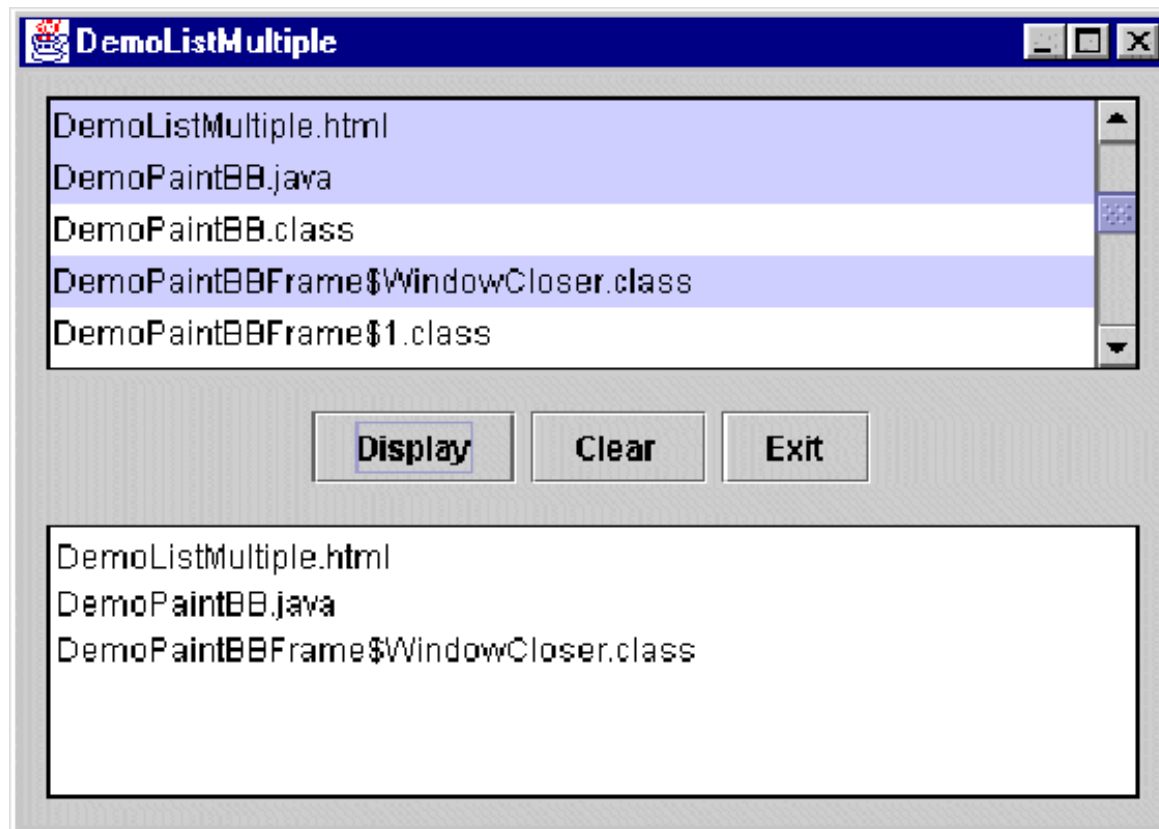 DemoListMultiple
DemoListMultiple.html
DemoPaintBB.java
DemoPaintBB.class
DemoPaintBBFrame$WindowCloser.class
DemoPaintBBFrame$1.class
Display Clear Exit
DemoListMultiple.html
DemoPaintBB.java
DemoPaintBBFrame$WindowCloser.class